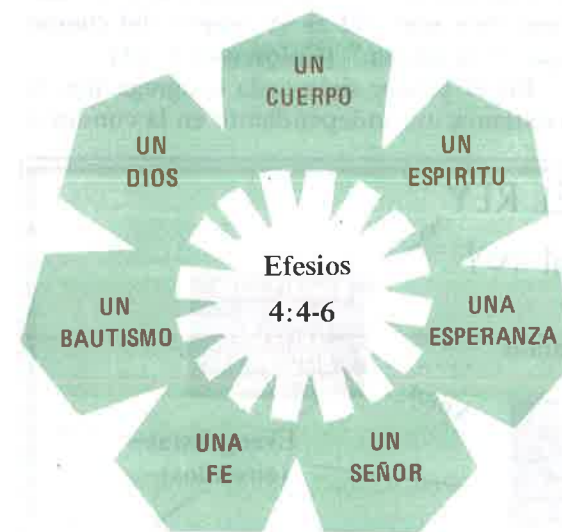 UN
CUERPO
UN
ESPIRITU
UNA
ESPERANZA
UN
SEÑOR
UNA
FE
UN
BAUTISMO
UN
DIOS
Efesios
4:4-6